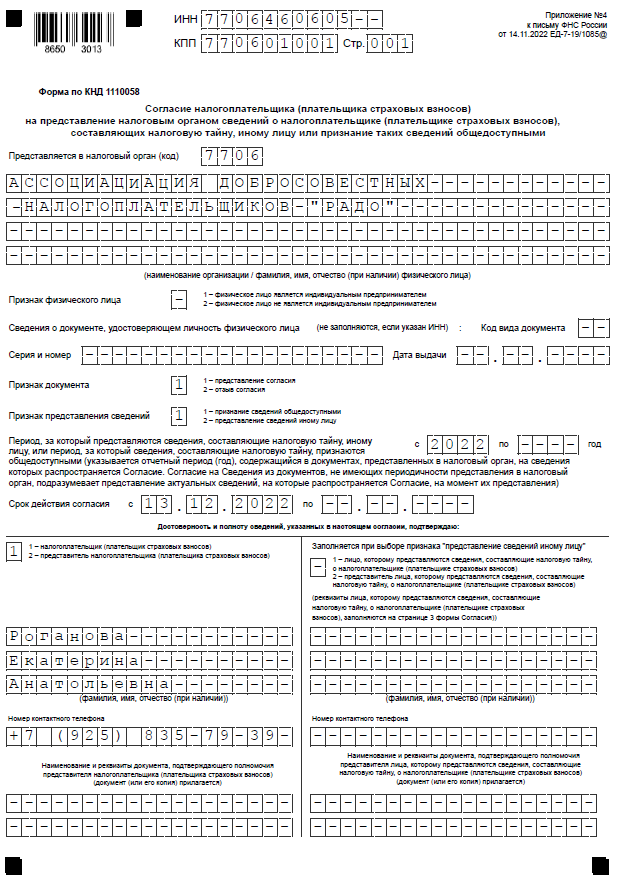 ИНН 7706460605--
КПП 770601001 Стр. 001
Приложение №4
к письму ФНС России
от 14.11.2022 ЕД-7-19/1085@
8650 3013
Форма по КНД 1110058
Согласие налогоплательщика (плательщика страховых взносов)
на представление налоговым органом сведений о налогоплательщике (плательщике страховых взносов),
составляющих налоговую тайну, иному лицу или признание таких сведений общедоступными
Представляется в налоговый орган (код) 7706
АССОЦИАЦИАЦИЯ ДОБРОСОВЕСТНЫХ------------
-НАЛОГОПЛАТЕЛЬЩИКОВ-"РАДО"--------------
----------------------------------------
----------------------------------------
(наименование организации / фамилия, имя, отчество (при наличии) физического лица)
Признак физического лица -
1 – физическое лицо является индивидуальным предпринимателем
2 – физическое лицо не является индивидуальным предпринимателем
Сведения о документе, удостоверяющем личность физического лица (не заполняются, если указан ИНН) : Код вида документа --
Серия и номер -------------------- Дата выдачи --.--.----
Признак документа 1
1 – представление согласия
2 – отзыв согласия
Признак представления сведений 1
1 – признание сведений общедоступными
2 – представление сведений иному лицу
Период, за который представляются сведения, составляющие налоговую тайну, иному с 2022 по ---- год
лицу, или период, за который сведения, составляющие налоговую тайну, признаются
общедоступными (указывается отчетный период (год), содержащийся в документах, представленных в налоговый орган, на сведения
которых распространяется Согласие. Согласие на Сведения из документов, не имеющих периодичности представления в налоговый
орган, подразумевает представление актуальных сведений, на которые распространяется Согласие, на момент их представления)
Срок действия согласия с 13.12.2022 по --.--.----
Достоверность и полноту сведений, указанных в настоящем согласии, подтверждаю:
1
1 – налогоплательщик (плательщик страховых взносов)
2 – представитель налогоплательщика (плательщика страховых взносов)
Роганова-----------
Екатерина----------
Анатольевна--------
(фамилия, имя, отчество (при наличии))
Номер контактного телефона
+7 (925) 835-79-39-
Наименование и реквизиты документа, подтверждающего полномочия
представителя налогоплательщика (плательщика страховых взносов)
(документ (или его копия) прилагается)
-------------------
-------------------
Заполняется при выборе признака "представление сведений иному лицу"
-
1 – лицо, которому представляются сведения, составляющие налоговую тайну,
о налогоплательщике (плательщике страховых взносов)
2 – представитель лица, которому представляются сведения, составляющие
налоговую тайну, о налогоплательщике (плательщике страховых взносов)
(реквизиты лица, которому представляются сведения, составляющие
налоговую тайну, о налогоплательщике (плательщике страховых
взносов), заполняются на странице 3 формы Согласия))
-------------------
-------------------
-------------------
(фамилия, имя, отчество (при наличии))
Номер контактного телефона
-------------------
Наименование и реквизиты документа, подтверждающего полномочия
представителя лица, которому представляются сведения, составляющие
налоговую тайну, о налогоплательщике (плательщике страховых взносов)
(документ (или его копия) прилагается)
-------------------
-------------------